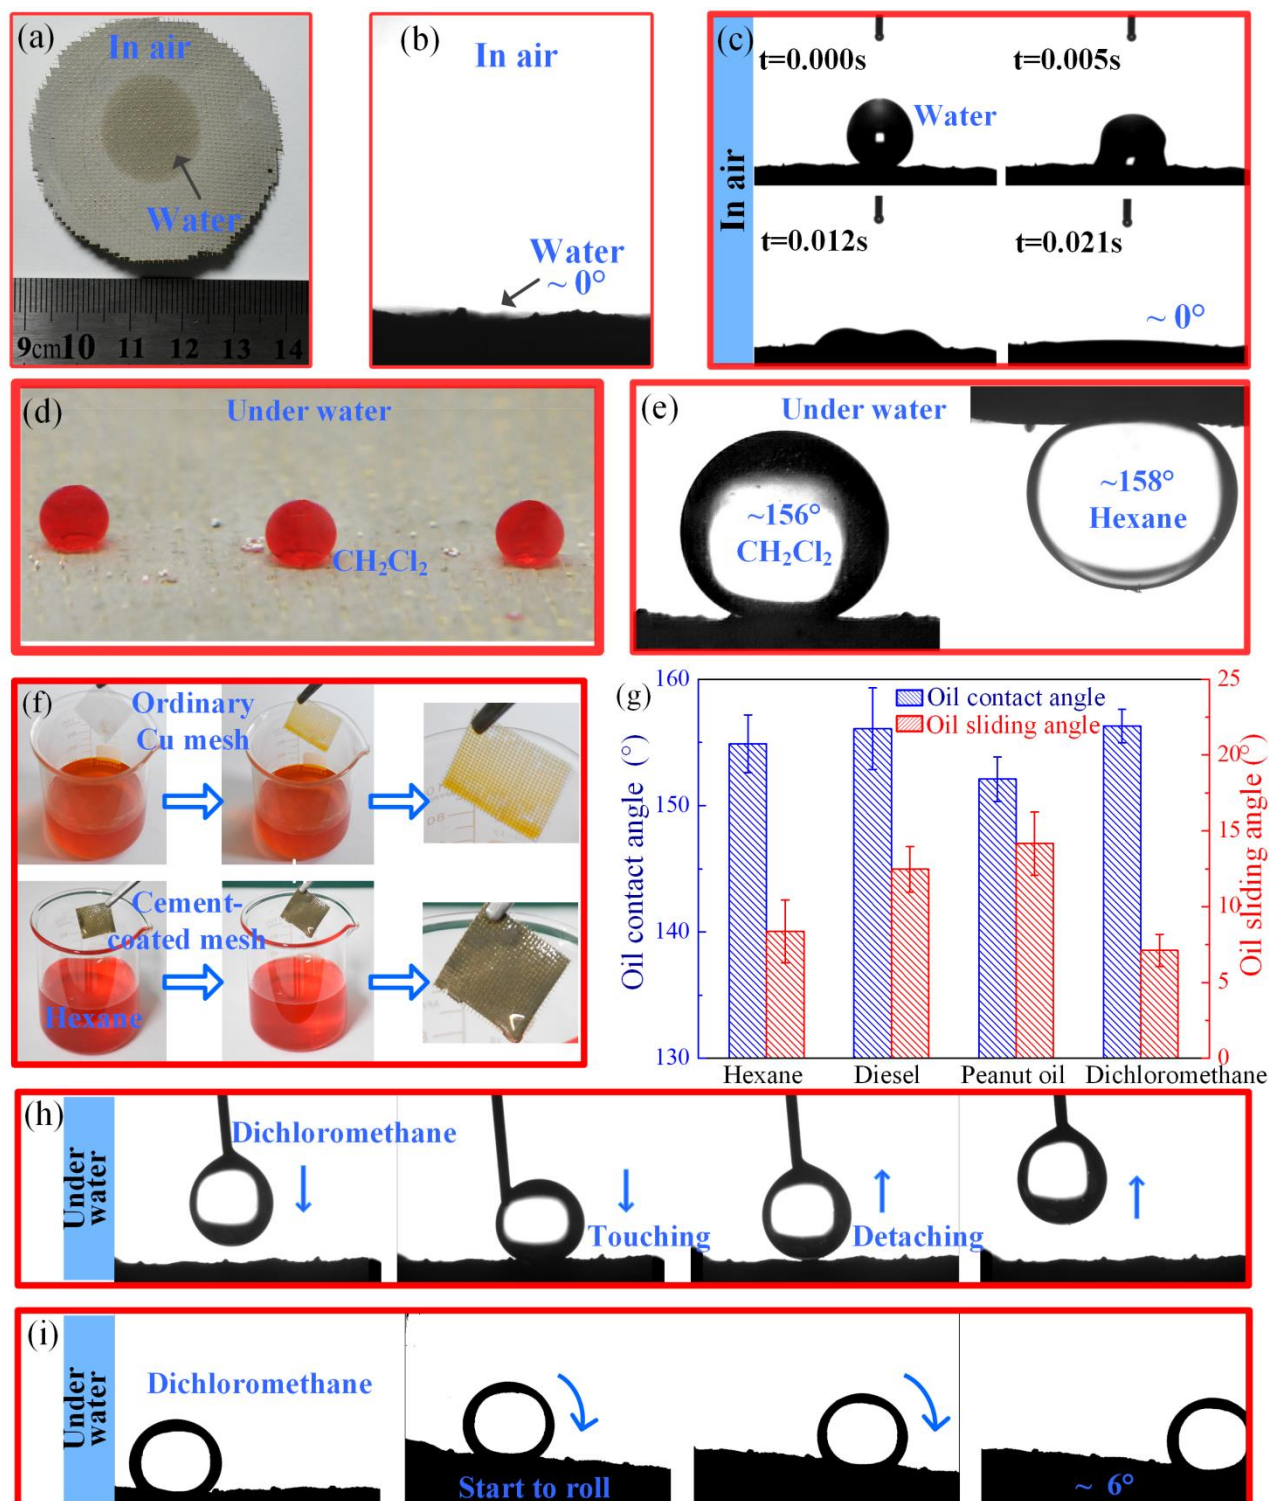 (a)
In air
Water
9cm 10 11 12 13 14
(b)
In air
Water
~ 0°
(c)
In air
t=0.000s
t=0.005s
Water
t=0.012s
t=0.021s
~ 0°
(d)
Under water
CH₂Cl₂
(e)
Under water
~156°
CH₂Cl₂
~158°
Hexane
(f)
Ordinary
Cu mesh
Cement-
coated mesh
Hexane
(g)
Oil contact angle (°)
160
150
140
130
Oil contact angle
Oil sliding angle
25
20
15
10
5
0
Oil sliding angle (°)
Hexane Diesel Peanut oil Dichloromethane
(h)
Under
water
Dichloromethane
Touching
Detaching
(i)
Under
water
Dichloromethane
Start to roll
~ 6°